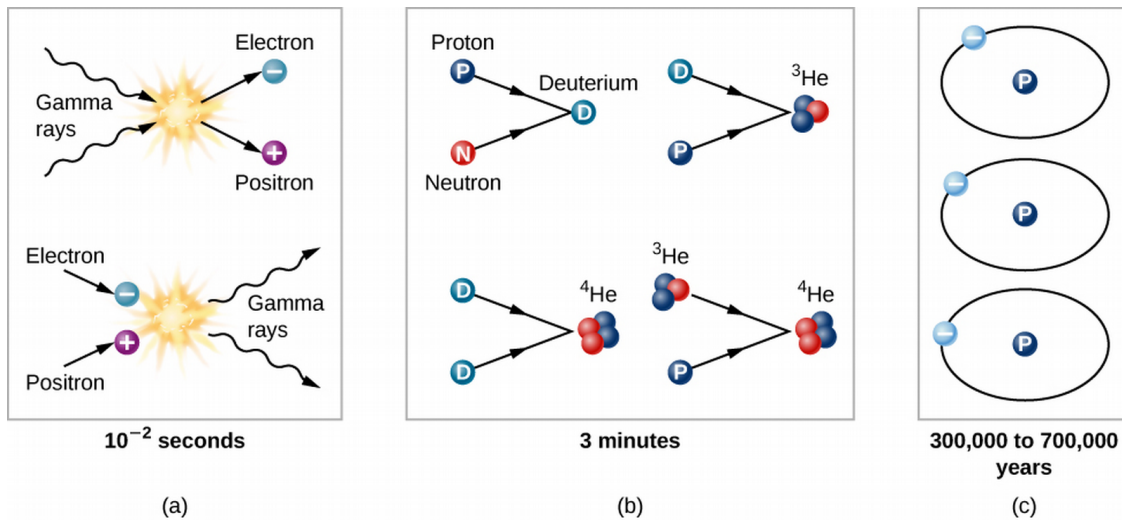 Electron
−
Gamma
rays
+
Positron
Electron
−
Gamma
rays
+
Positron
10⁻² seconds
(a)
Proton
P
Deuterium
D
N
Neutron
D
³He
P
D
⁴He
D
³He
⁴He
P
3 minutes
(b)
−
P
−
P
−
P
300,000 to 700,000
years
(c)